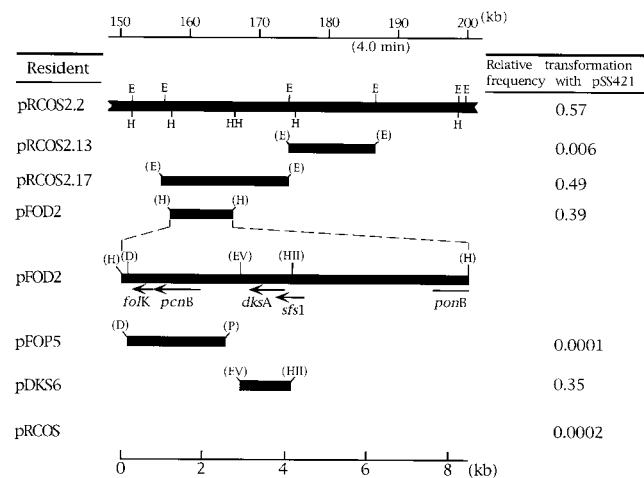 150 160 170 180 190 200 (kb)
(4.0 min)
Resident
Relative transformation
frequency with pSS421
E E E E E E
pRCOS2.2 0.57
H H HH H H
(E) (E)
pRCOS2.13 0.006
(E) (E)
pRCOS2.17 0.49
(H) (H)
pFOD2 0.39
(H) (D) (EV) (HII) (H)
pFOD2
folK pcnB dksA sfs1 ponB
(D) (P)
pFOP5 0.0001
(EV) (HII)
pDKS6 0.35
pRCOS 0.0002
0 2 4 6 8 (kb)